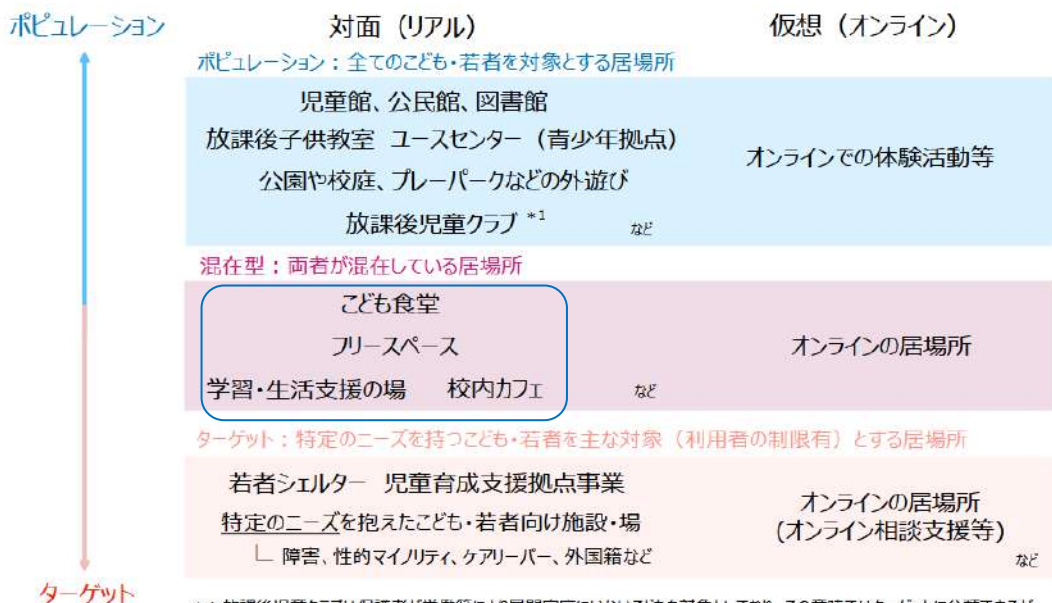 ポピュレーション 対面（リアル） 仮想（オンライン）
ポピュレーション：全てのこども・若者を対象とする居場所
児童館、公民館、図書館
放課後子供教室 ユースセンター（青少年拠点）
オンラインでの体験活動等
公園や校庭、プレーパークなどの外遊び
放課後児童クラブ *1 など
混在型：両者が混在している居場所
こども食堂
フリースペース オンラインの居場所
学習・生活支援の場 校内カフェ など
ターゲット：特定のニーズを持つこども・若者を主な対象（利用者の制限有）とする居場所
若者シェルター 児童育成支援拠点事業
オンラインの居場所
特定のニーズを抱えたこども・若者向け施設・場
(オンライン相談支援等)
障害、性的マイノリティ、ケアリーバー、外国籍など など
ターゲット